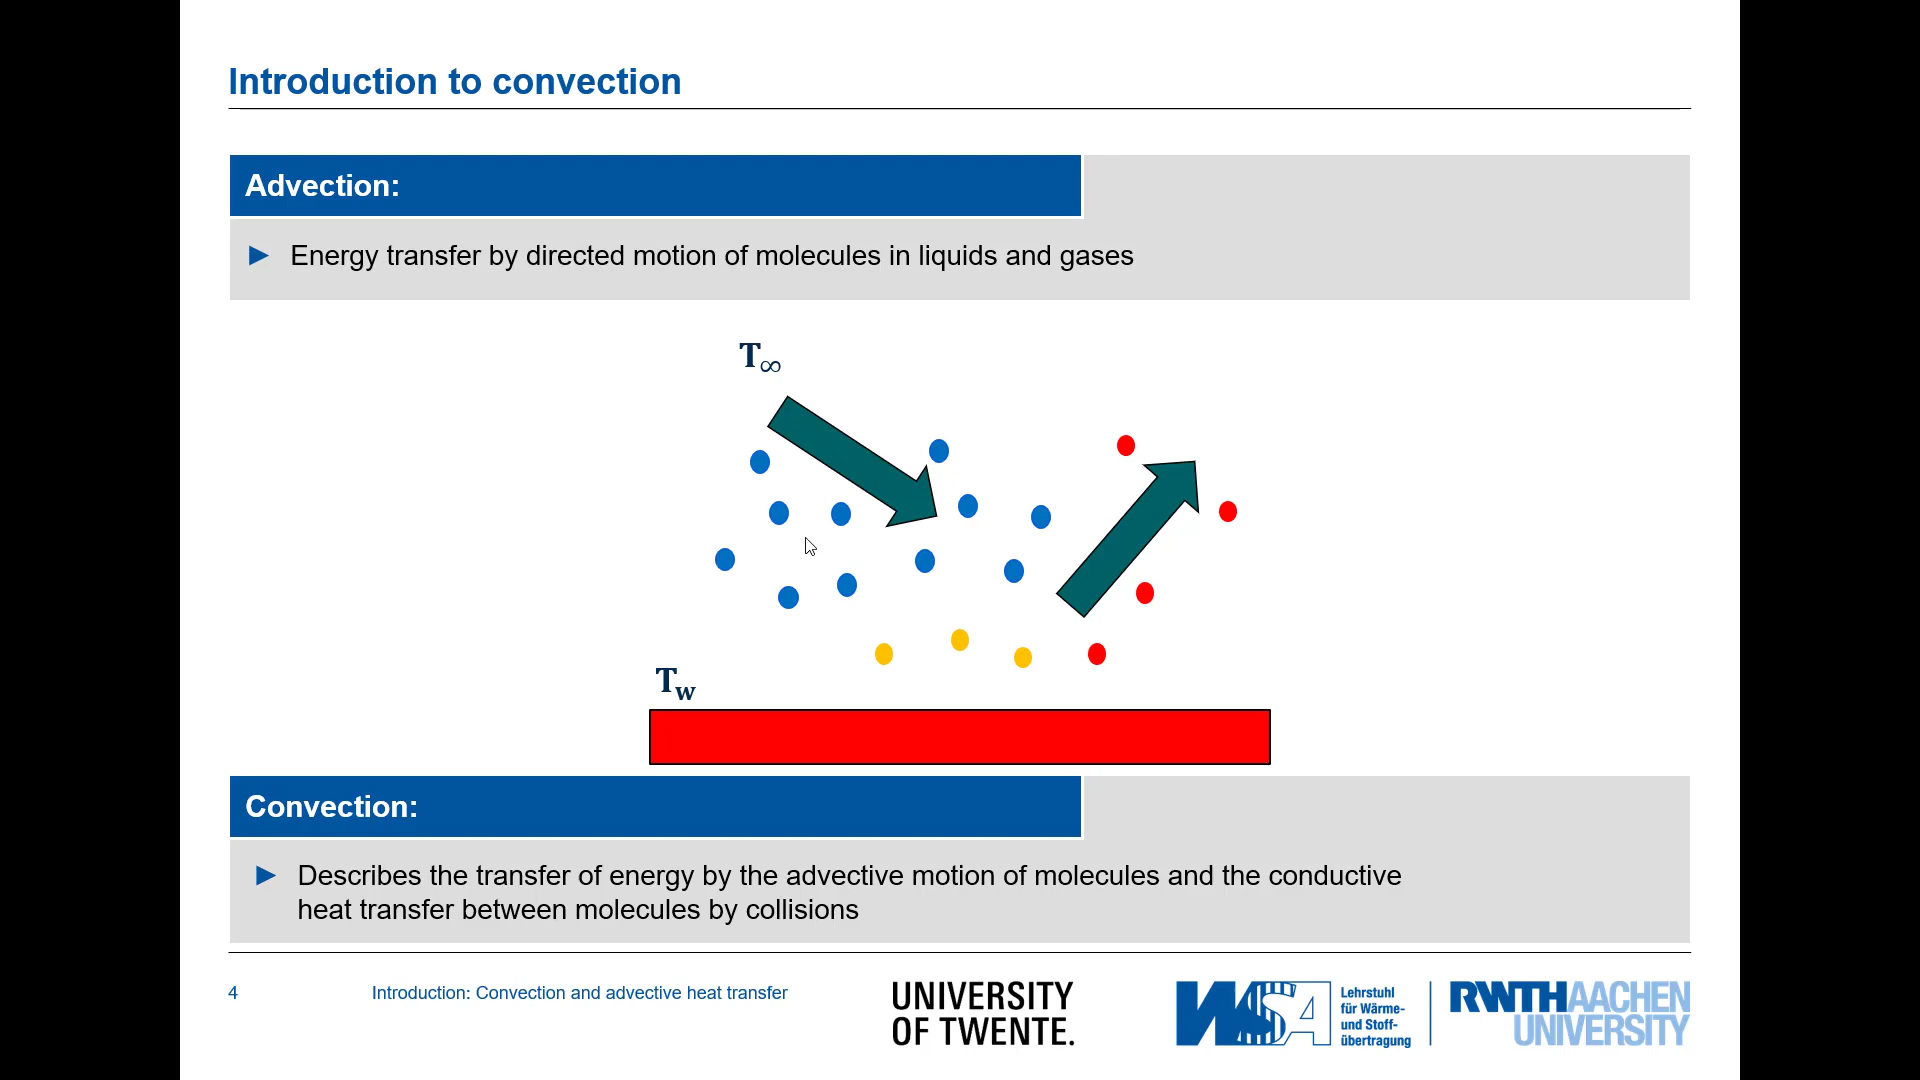 Introduction to convection
Advection:
► Energy transfer by directed motion of molecules in liquids and gases
T∞
Tw
Convection:
► Describes the transfer of energy by the advective motion of molecules and the conductive
heat transfer between molecules by collisions
4
Introduction: Convection and advective heat transfer
UNIVERSITY
OF TWENTE.
WSA
Lehrstuhl
für Wärme-
und Stoff-
übertragung
RWTHAACHEN
UNIVERSITY